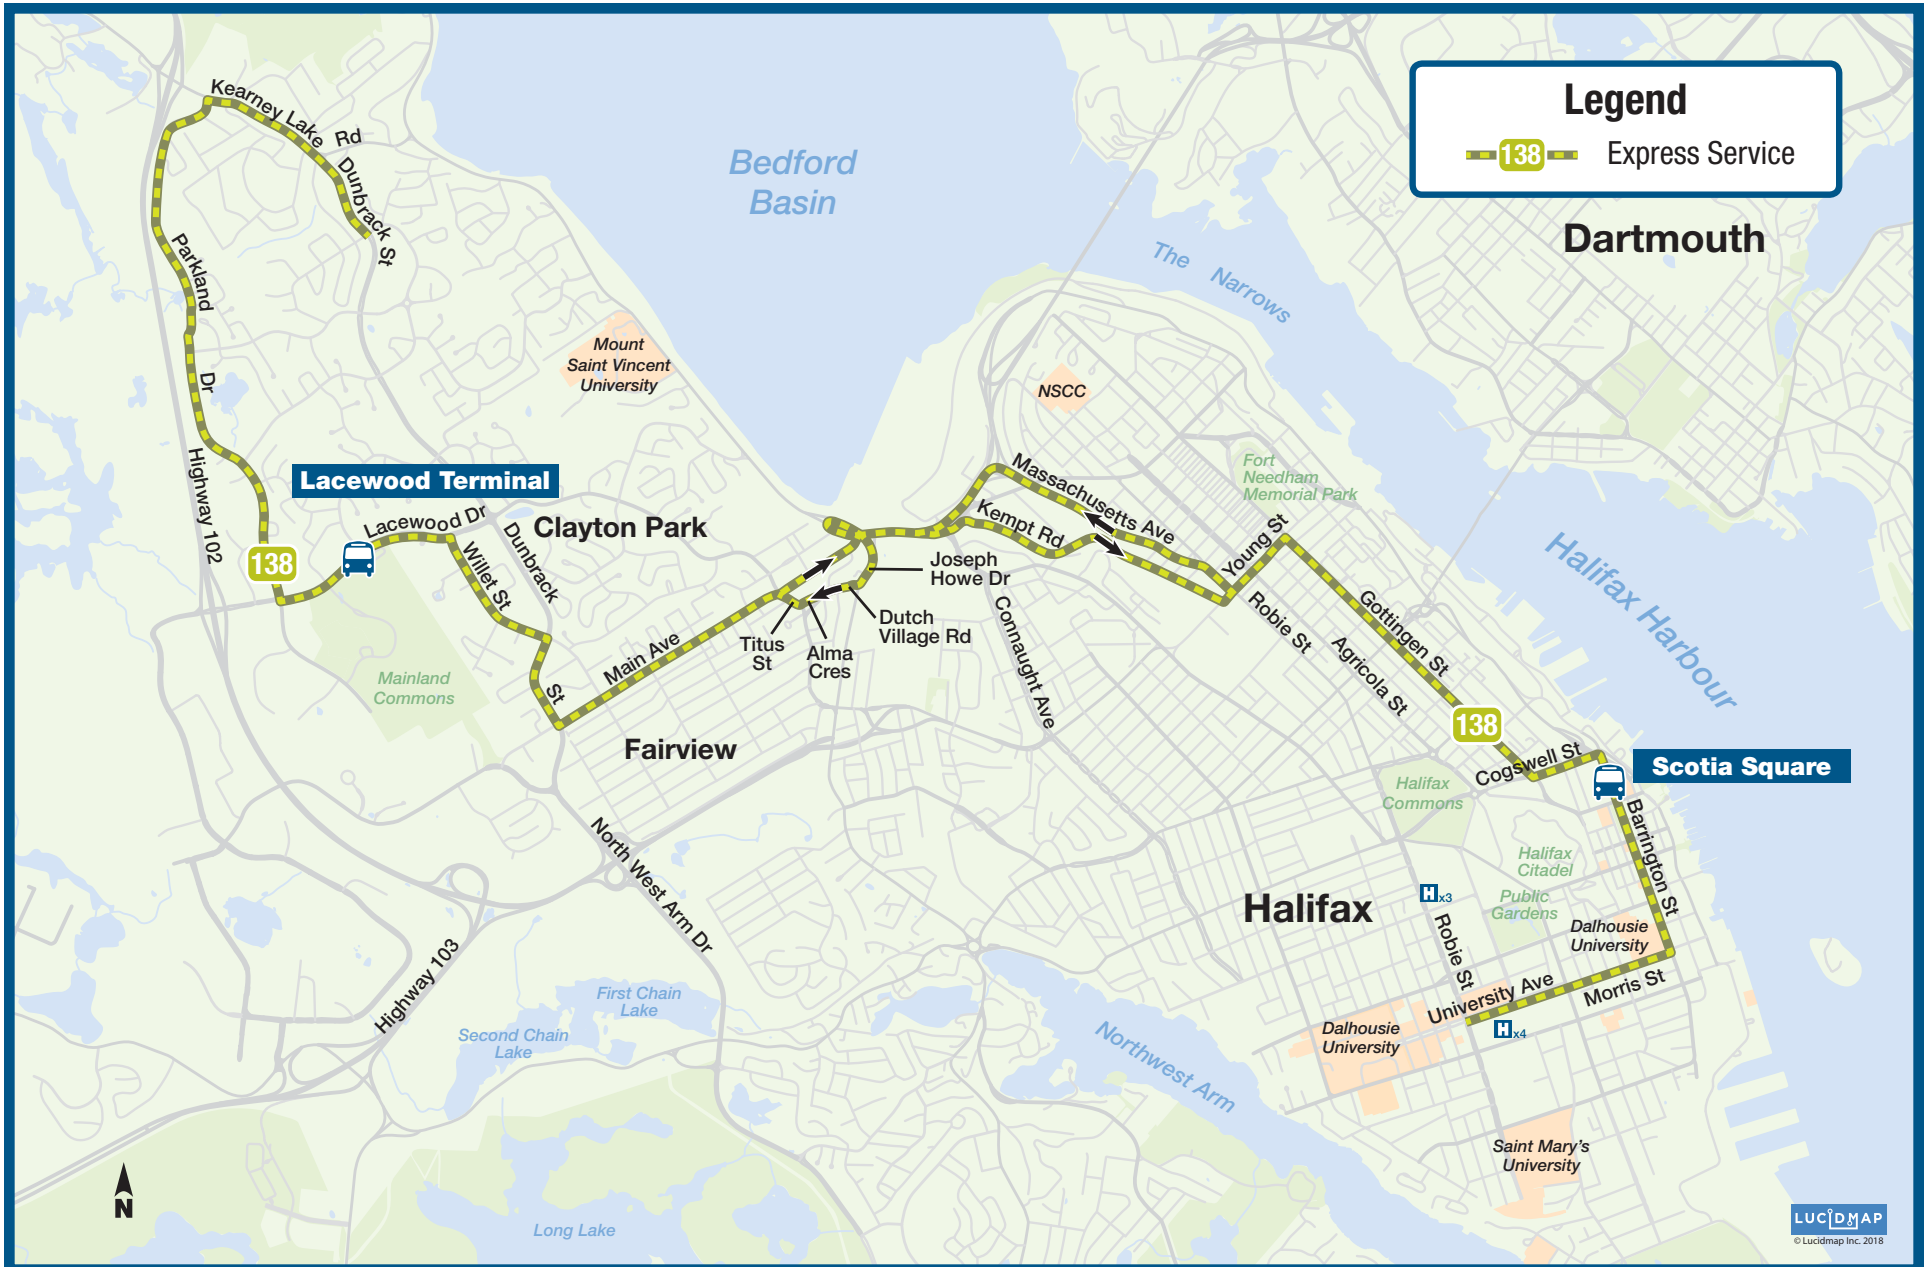 Legend
138
Express Service
Kearney Lake
Rd
Dunbrack
St
Parkland
Dr
Bedford
Basin
The Narrows
Dartmouth
Mount
Saint Vincent
University
NSCC
Highway 102
Lacewood Terminal
Lacewood Dr
138
Willet St
Dunbrack
St
Clayton Park
Massachusetts Ave
Kempt Rd
Fort
Needham
Memorial Park
Young St
Joseph
Howe Dr
Dutch
Village Rd
Titus
St
Alma
Cres
Main Ave
Connaught Ave
Robie St
Agricola St
Gottingen St
Halifax Harbour
Mainland
Commons
Fairview
138
Cogswell St
Scotia Square
Halifax
Commons
Barrington St
Halifax
Citadel
Public
Gardens
North West Arm Dr
Halifax
H x3
Robie St
Dalhousie
University
Highway 103
First Chain
Lake
Second Chain
Lake
University Ave
Morris St
H x4
Dalhousie
University
Northwest Arm
Saint Mary's
University
N
Long Lake
LUCIDMAP
© Lucidmap Inc. 2018